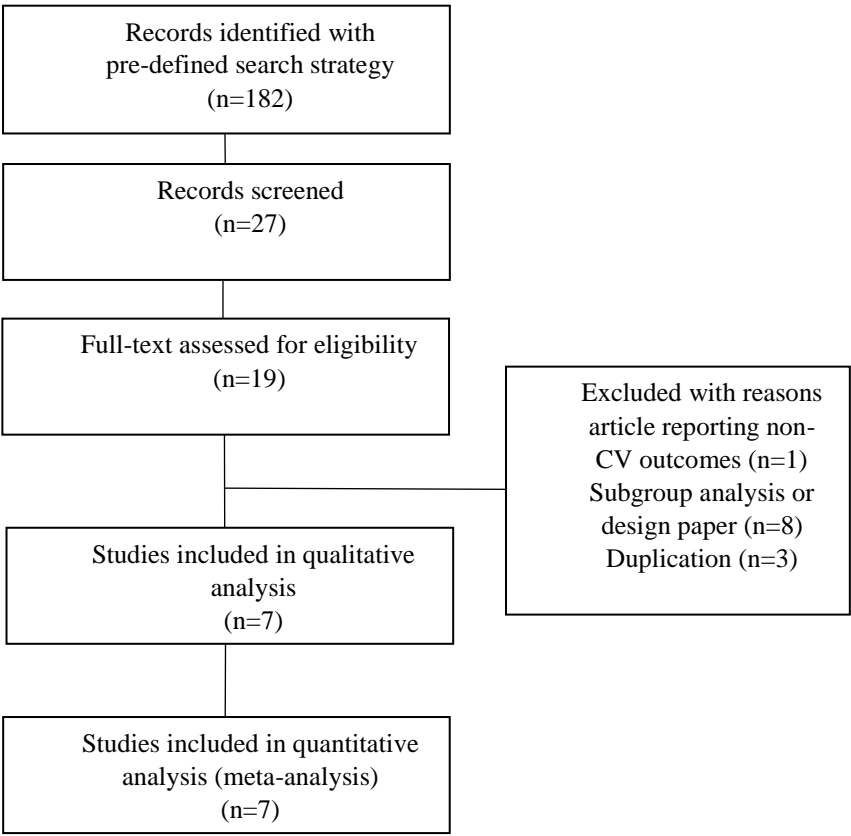 Records identified with
pre-defined search strategy
(n=182)
Records screened
(n=27)
Full-text assessed for eligibility
(n=19)
Excluded with reasons
article reporting non-
CV outcomes (n=1)
Subgroup analysis or
design paper (n=8)
Duplication (n=3)
Studies included in qualitative
analysis
(n=7)
Studies included in quantitative
analysis (meta-analysis)
(n=7)